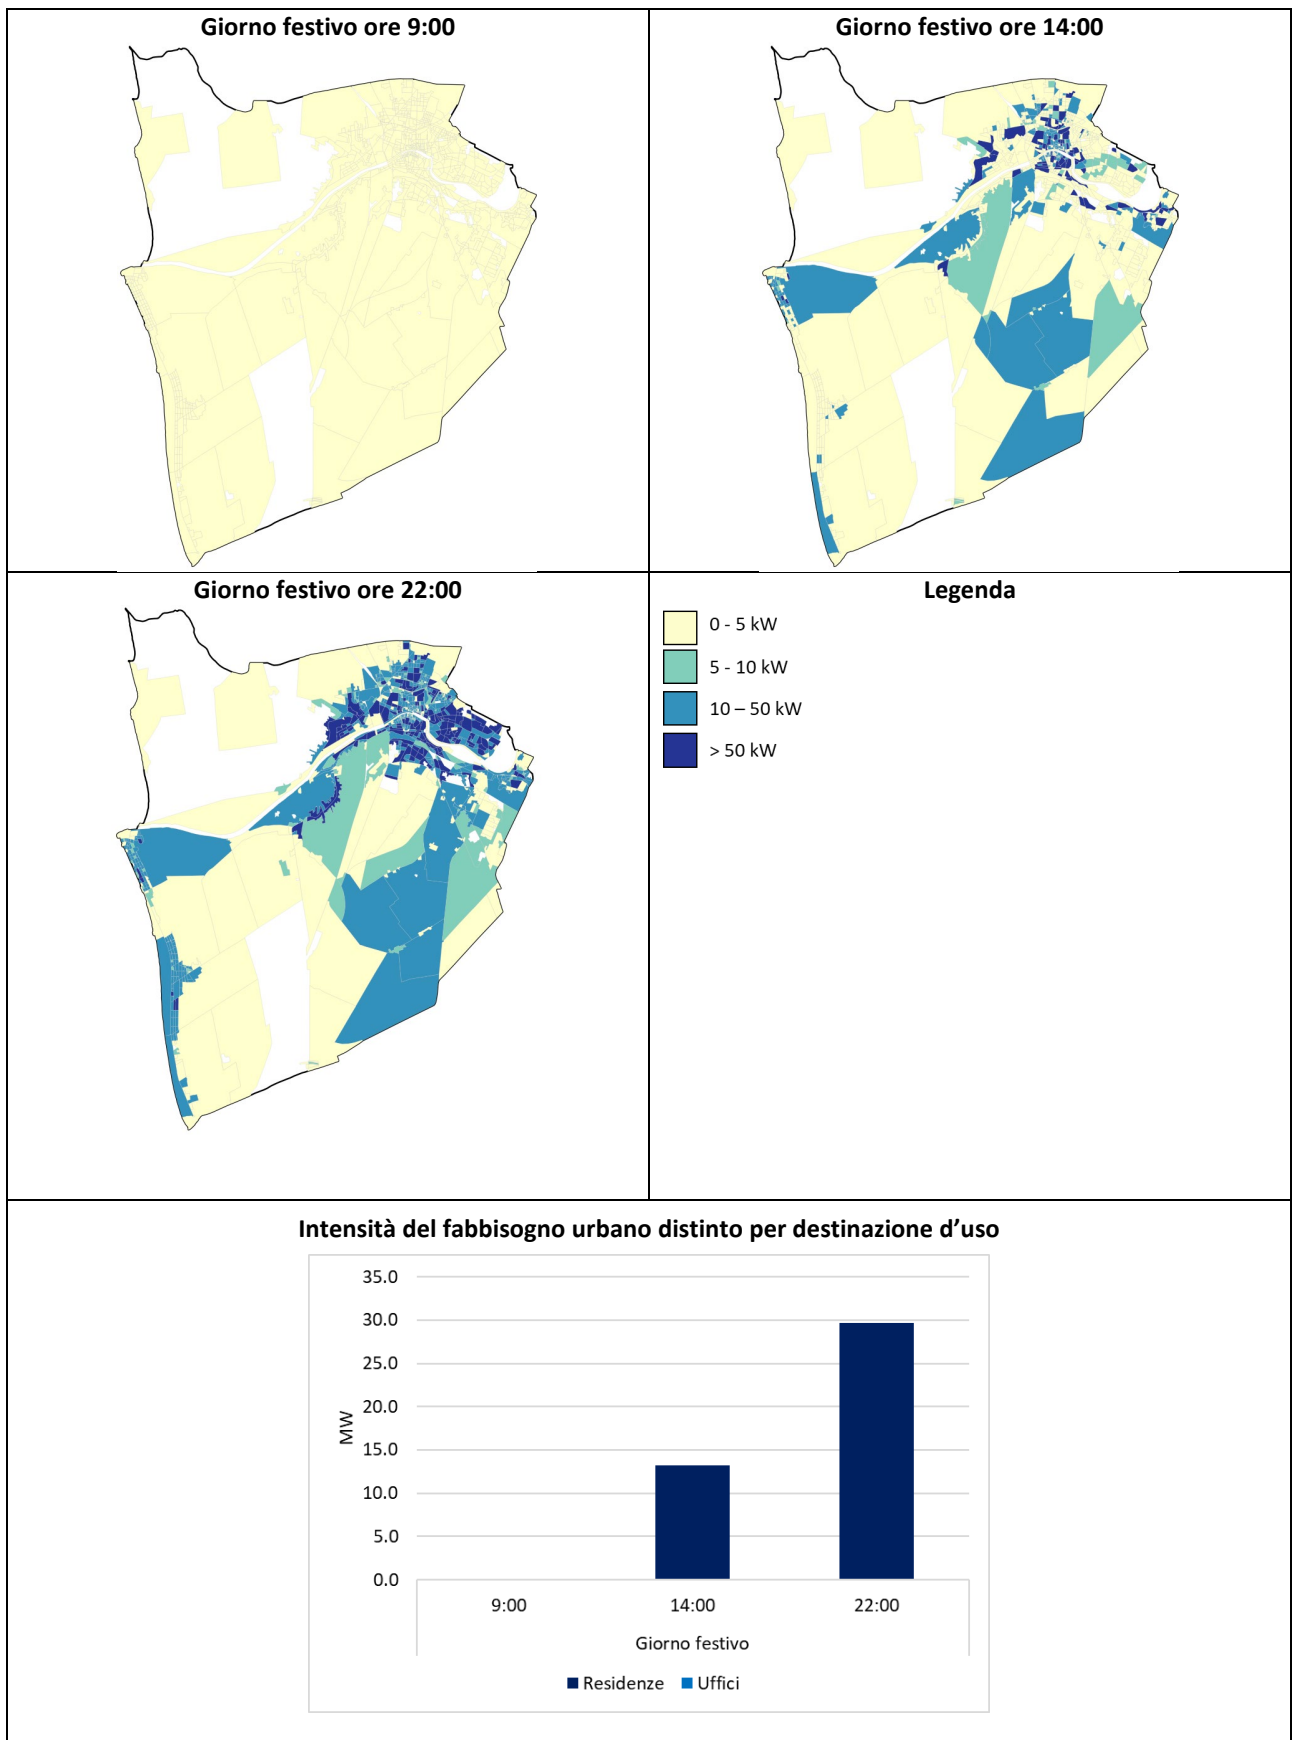 Giorno festivo ore 9:00
Giorno festivo ore 14:00
Giorno festivo ore 22:00
Legenda
0 - 5 kW
5 - 10 kW
10 – 50 kW
> 50 kW
Intensità del fabbisogno urbano distinto per destinazione d’uso
35.0
30.0
25.0
20.0
15.0
10.0
5.0
0.0
MW
9:00
14:00
22:00
Giorno festivo
Residenze
Uffici